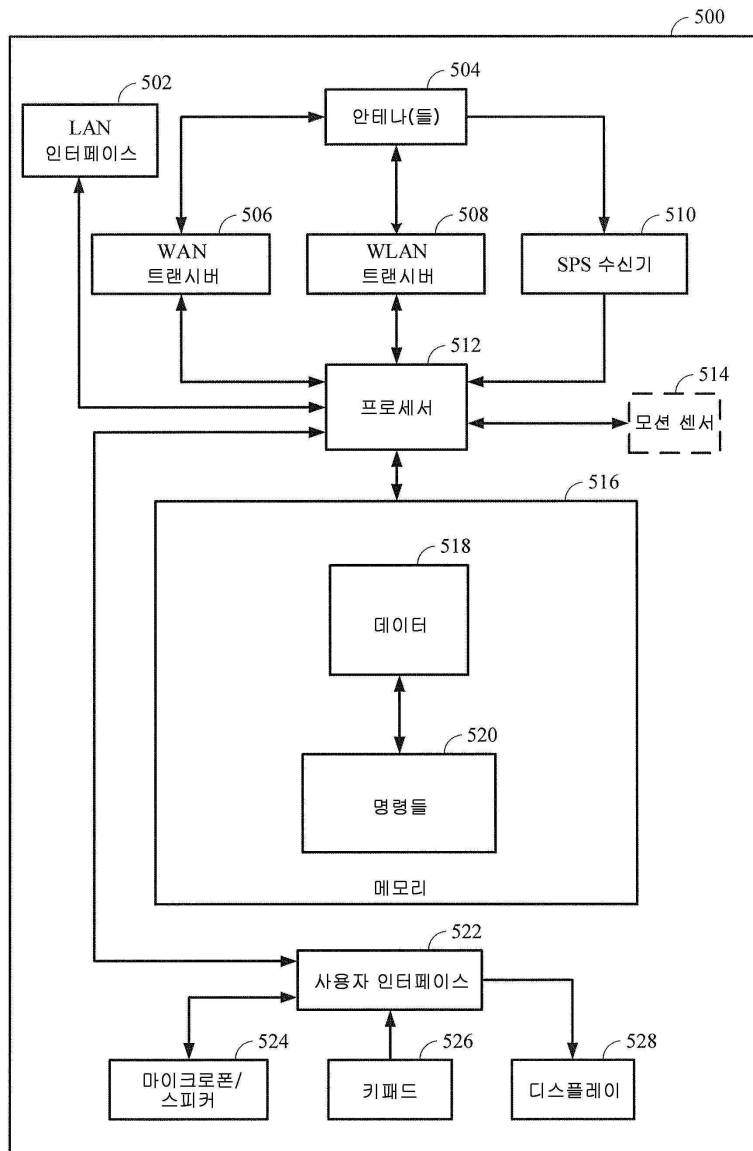 500
502
LAN
인터페이스
504
안테나(들)
506
WAN
트랜시버
508
WLAN
트랜시버
510
SPS 수신기
512
프로세서
514
모션 센서
516
518
데이터
520
명령들
메모리
522
사용자 인터페이스
524
마이크로폰/
스피커
526
키패드
528
디스플레이